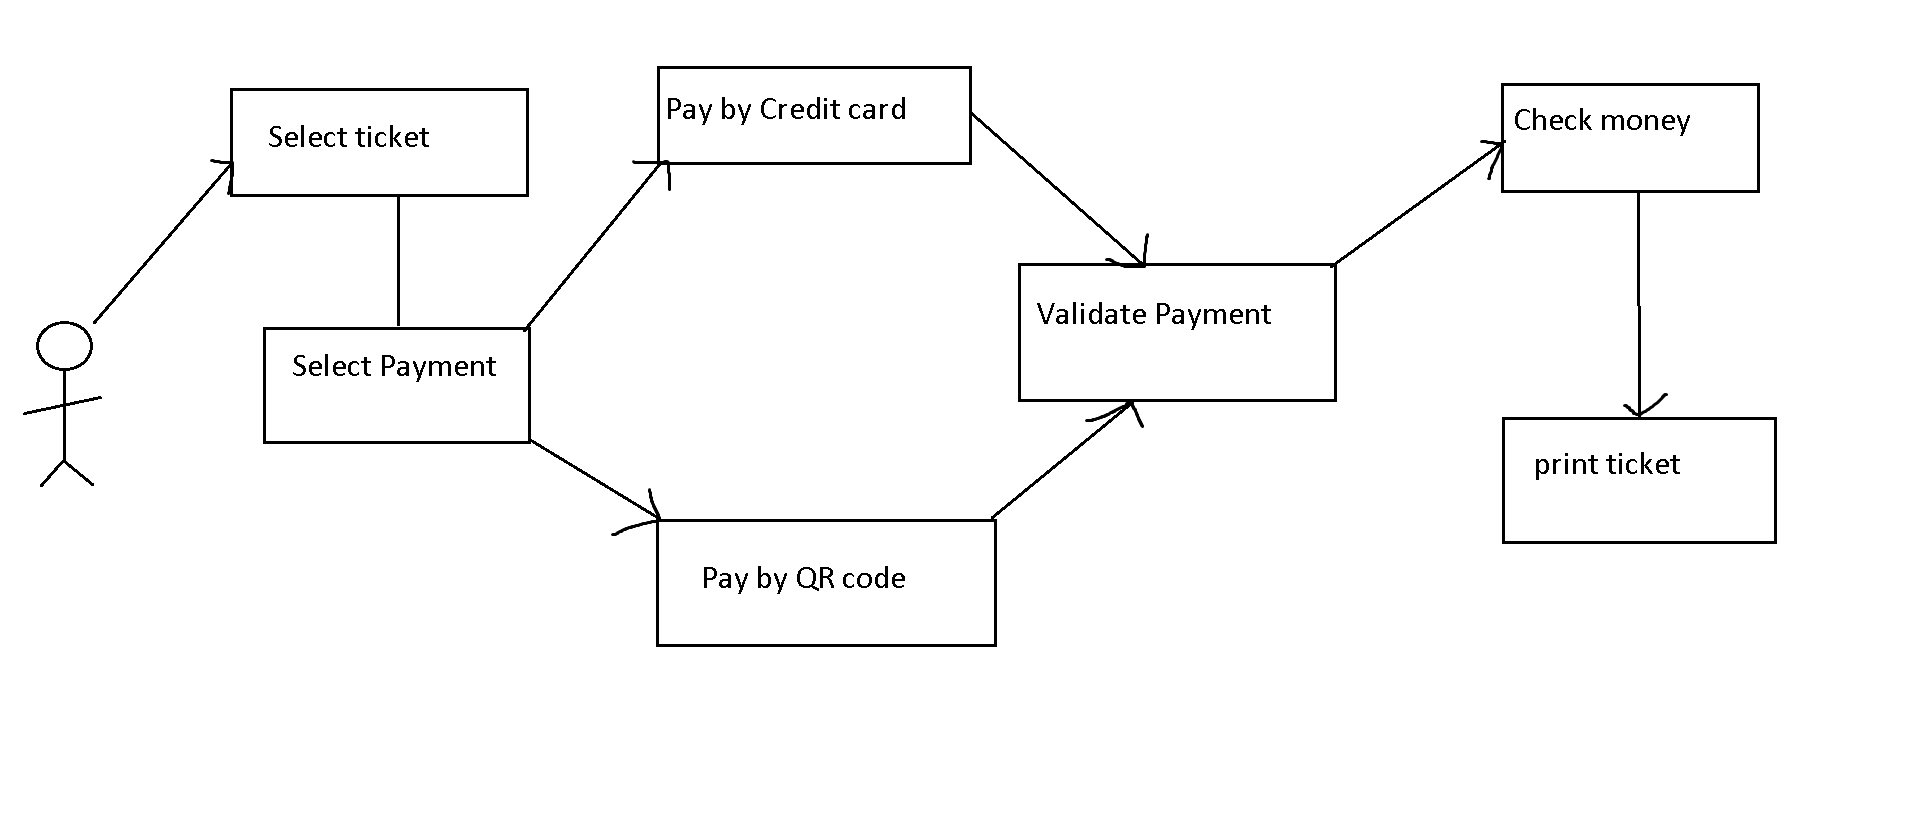 Select ticket
Select Payment
Pay by Credit card
Pay by QR code
Validate Payment
Check money
print ticket